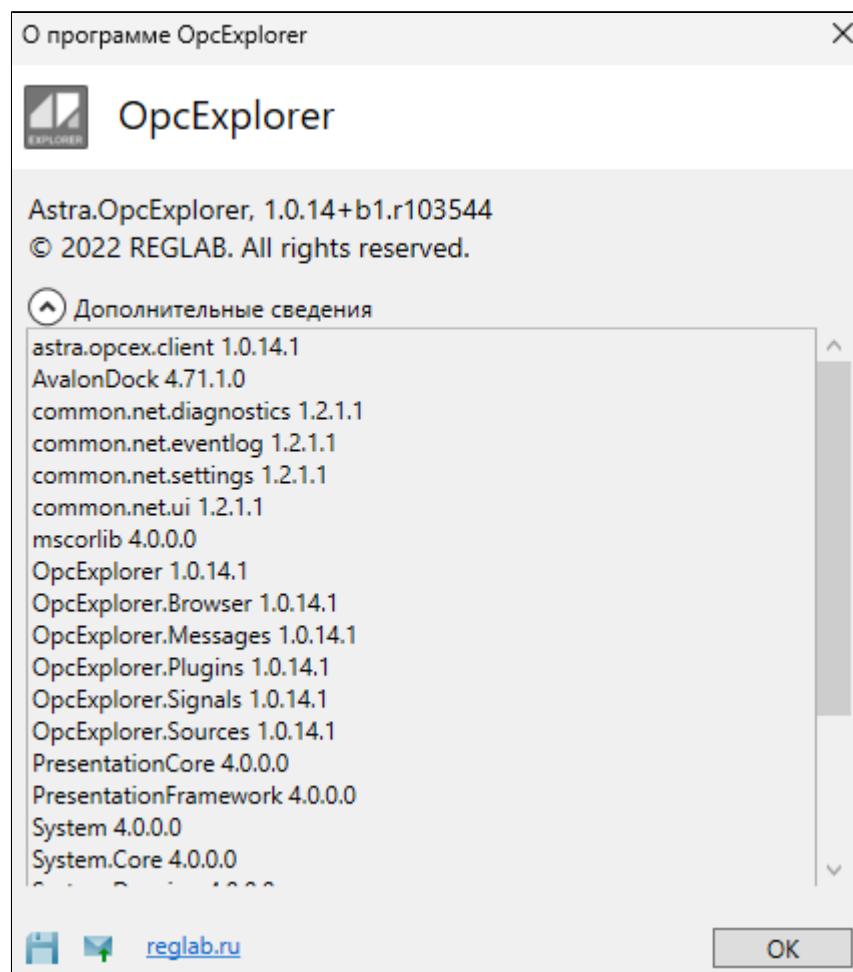 О программе OpcExplorer
EXPLORER
OpcExplorer
Astra.OpcExplorer, 1.0.14+b1.r103544
© 2022 REGLAB. All rights reserved.
Дополнительные сведения
astra.opcex.client 1.0.14.1
AvalonDock 4.71.1.0
common.net.diagnostics 1.2.1.1
common.net.eventlog 1.2.1.1
common.net.settings 1.2.1.1
common.net.ui 1.2.1.1
mscorlib 4.0.0.0
OpcExplorer 1.0.14.1
OpcExplorer.Browser 1.0.14.1
OpcExplorer.Messages 1.0.14.1
OpcExplorer.Plugins 1.0.14.1
OpcExplorer.Signals 1.0.14.1
OpcExplorer.Sources 1.0.14.1
PresentationCore 4.0.0.0
PresentationFramework 4.0.0.0
System 4.0.0.0
System.Core 4.0.0.0
reglab.ru
OK